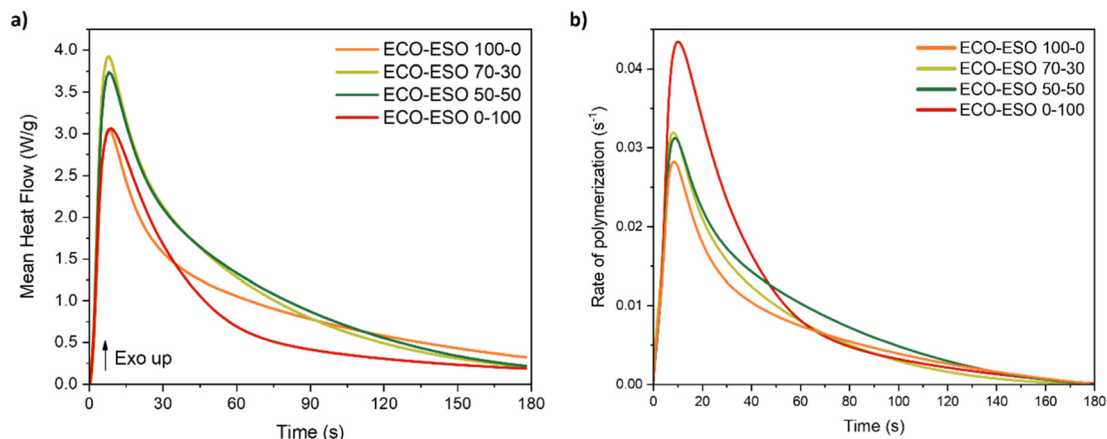 a)
Mean Heat Flow (W/g)
4.0
3.5
3.0
2.5
2.0
1.5
1.0
0.5
0.0
ECO-ESO 100-0
ECO-ESO 70-30
ECO-ESO 50-50
ECO-ESO 0-100
Exo up
0 30 60 90 120 150 180
Time (s)
b)
Rate of polymerization (s⁻¹)
0.04
0.03
0.02
0.01
0.00
ECO-ESO 100-0
ECO-ESO 70-30
ECO-ESO 50-50
ECO-ESO 0-100
0 20 40 60 80 100 120 140 160 180
Time (s)